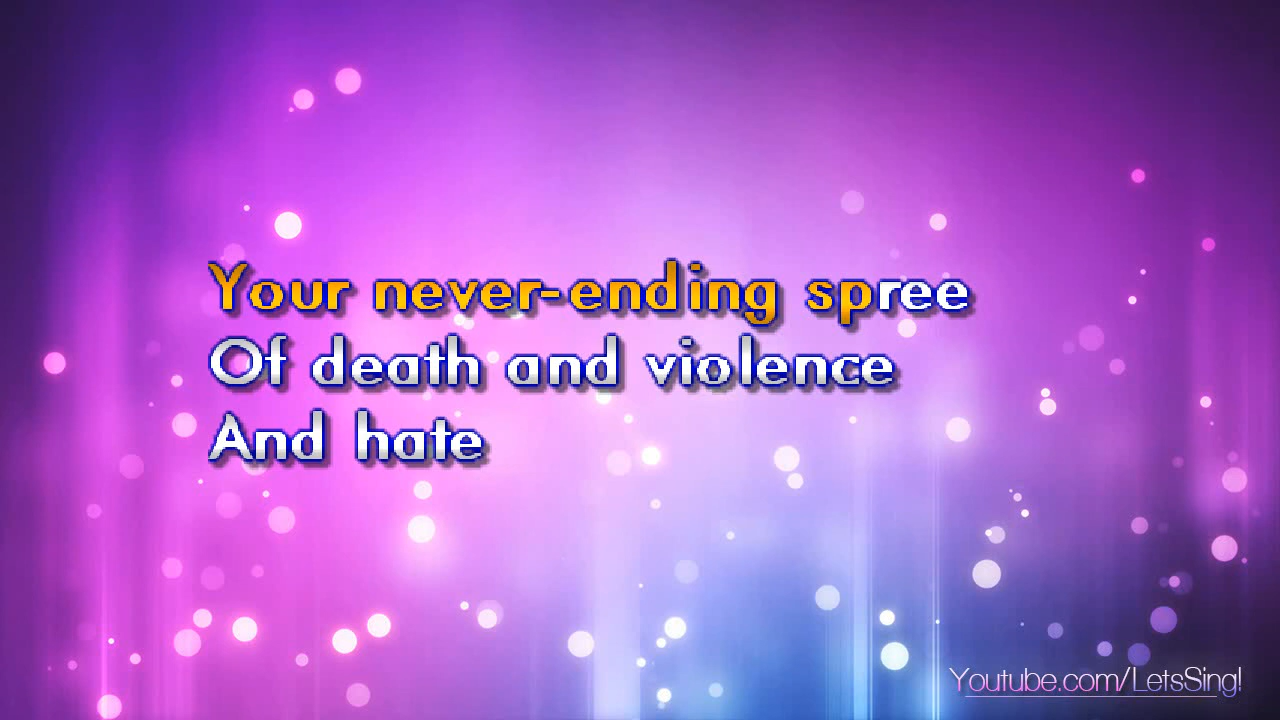 Your never-ending spree
Of death and violence
And hate
Youtube.com/LetsSing!